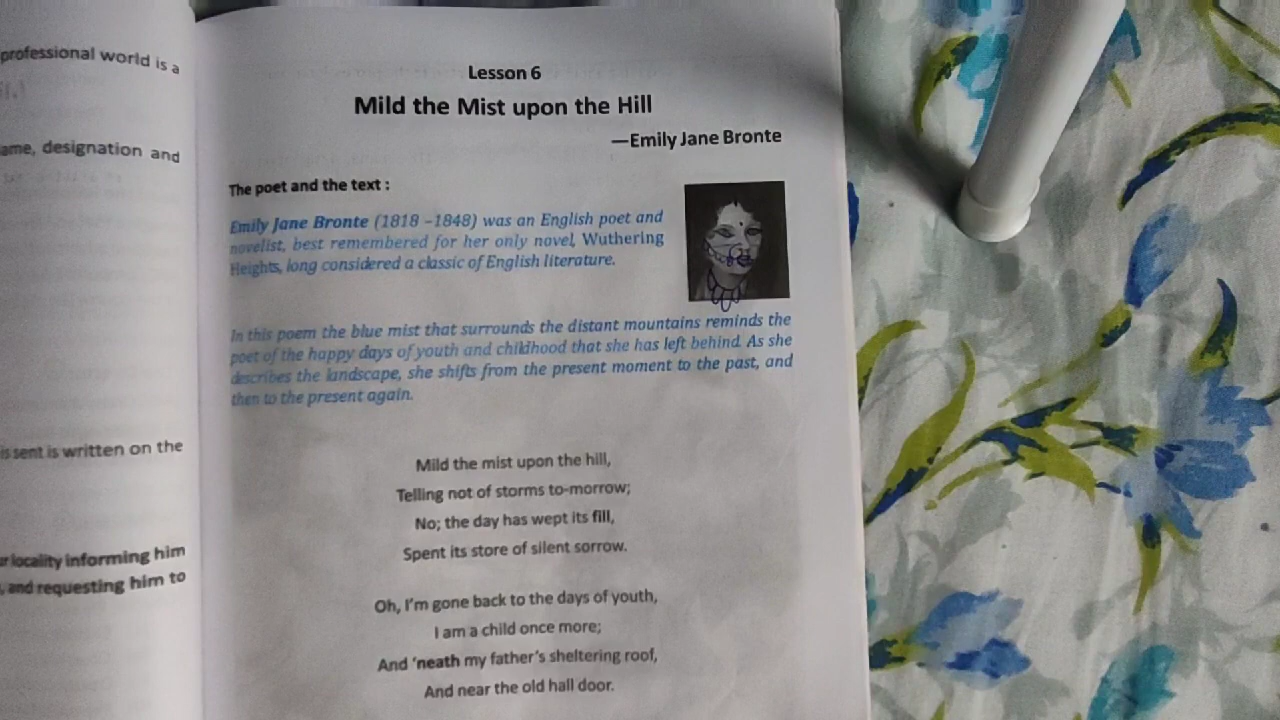 professional world is a
ame, designation and
is sent is written on the
r locality informing him
, and requesting him to
Lesson 6
Mild the Mist upon the Hill
—Emily Jane Bronte
The poet and the text :
Emily Jane Bronte (1818 –1848) was an English poet and
novelist, best remembered for her only novel, Wuthering
Heights, long considered a classic of English literature.
In this poem the blue mist that surrounds the distant mountains reminds the
poet of the happy days of youth and childhood that she has left behind. As she
describes the landscape, she shifts from the present moment to the past, and
then to the present again.
Mild the mist upon the hill,
Telling not of storms to-morrow;
No; the day has wept its fill,
Spent its store of silent sorrow.
Oh, I'm gone back to the days of youth,
I am a child once more;
And 'neath my father's sheltering roof,
And near the old hall door.